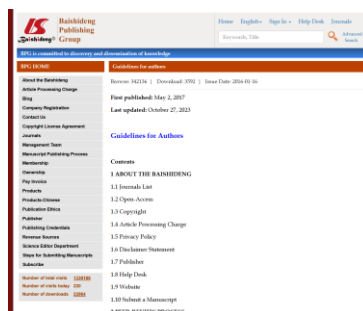 Baishideng
Publishing
Group
Baishideng®
Home English Sign In Help Desk Journals
Keywords, Title
Advanced
Search
BPG is committed to discovery and dissemination of knowledge
BPG HOME
About the Baishideng
Article Processing Charge
Blog
Company Registration
Contact Us
Copyright License Agreement
Journals
Management Team
Manuscript Publishing Process
Membership
Ownership
Pay Invoice
Products
Products-Chinese
Publication Ethics
Publisher
Publishing Credentials
Revenue Sources
Science Editor Department
Steps for Submitting Manuscripts
Subscribe
Number of total visits
Number of visits today
Number of downloads
Guidelines for authors
Browse: 342136 | Download: 3792 | Issue Date: 2016-01-16
First published: May 2, 2017
Last updated: October 27, 2023
Guidelines for Authors
Contents
1 ABOUT THE BAISHIDENG
1.1 Journals List
1.2 Open-Access
1.3 Copyright
1.4 Article Processing Charge
1.5 Privacy Policy
1.6 Disclaimer Statement
1.7 Publisher
1.8 Help Desk
1.9 Website
1.10 Submit a Manuscript